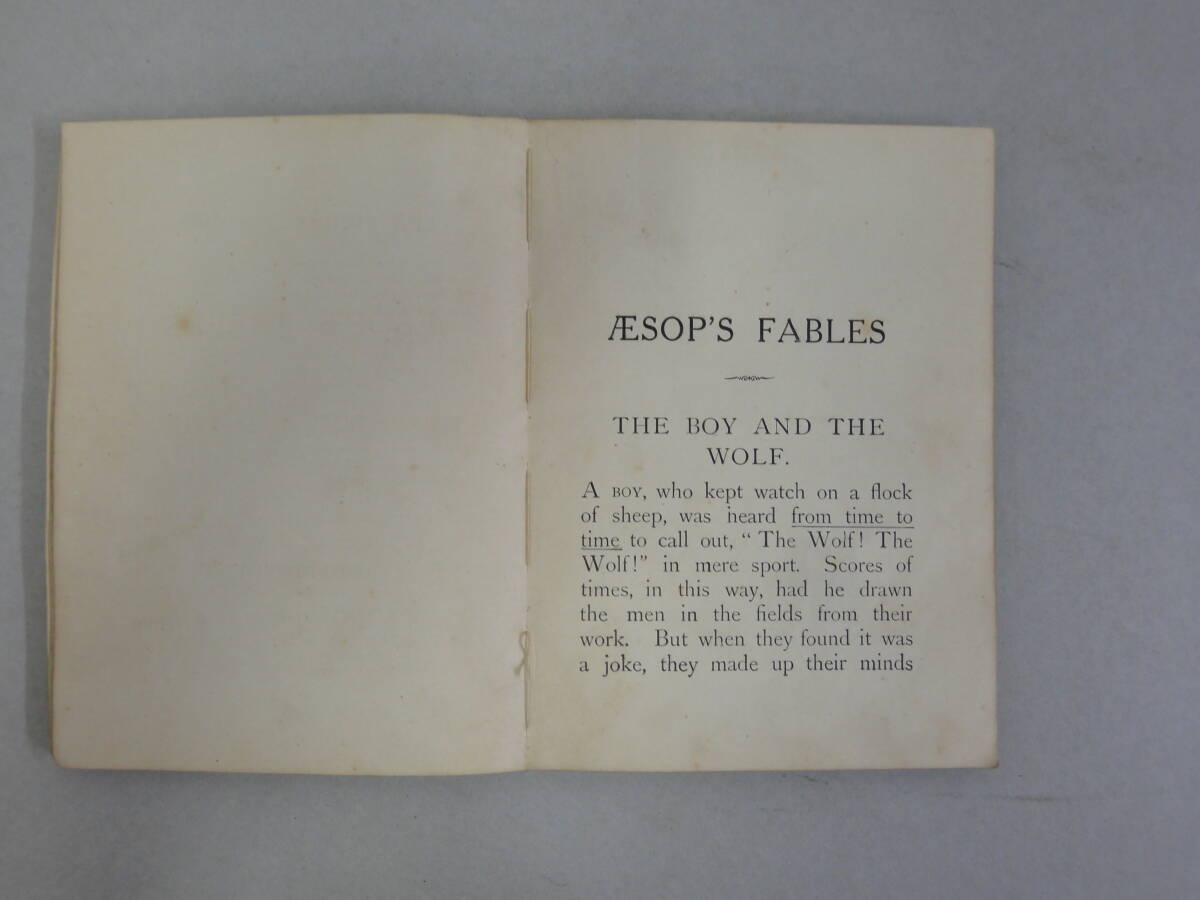 ÆSOP'S FABLES
THE BOY AND THE
WOLF.
A BOY, who kept watch on a flock
of sheep, was heard from time to
time to call out, “ The Wolf! The
Wolf!” in mere sport. Scores of
times, in this way, had he drawn
the men in the fields from their
work. But when they found it was
a joke, they made up their minds